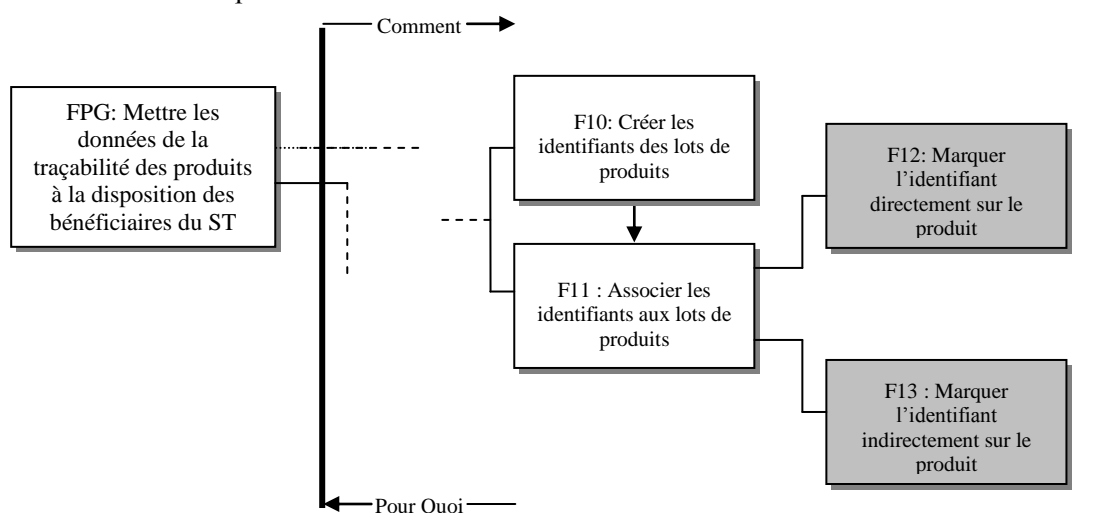 Comment
FPG: Mettre les
données de la
traçabilité des produits
à la disposition des
bénéficiaires du ST
F10: Créer les
identifiants des lots de
produits
F11 : Associer les
identifiants aux lots de
produits
F12: Marquer
l’identifiant
directement sur le
produit
F13 : Marquer
l’identifiant
indirectement sur le
produit
Pour Quoi